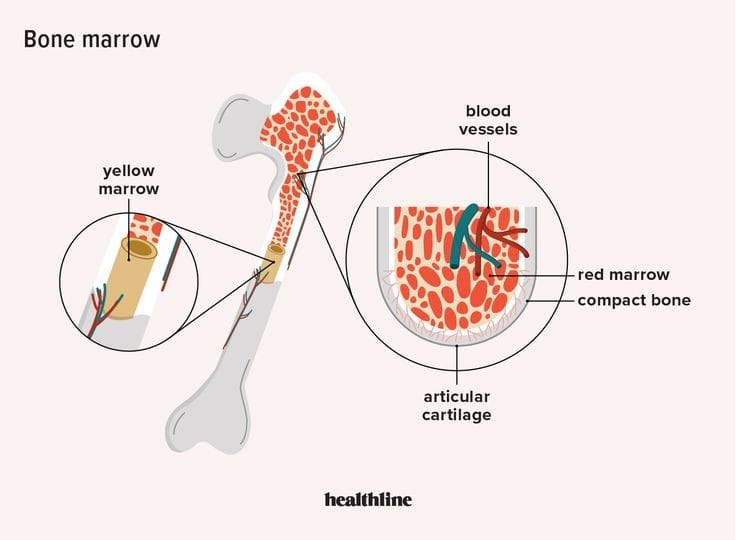 Bone marrow
blood
vessels
yellow
marrow
red marrow
compact bone
articular
cartilage
healthline